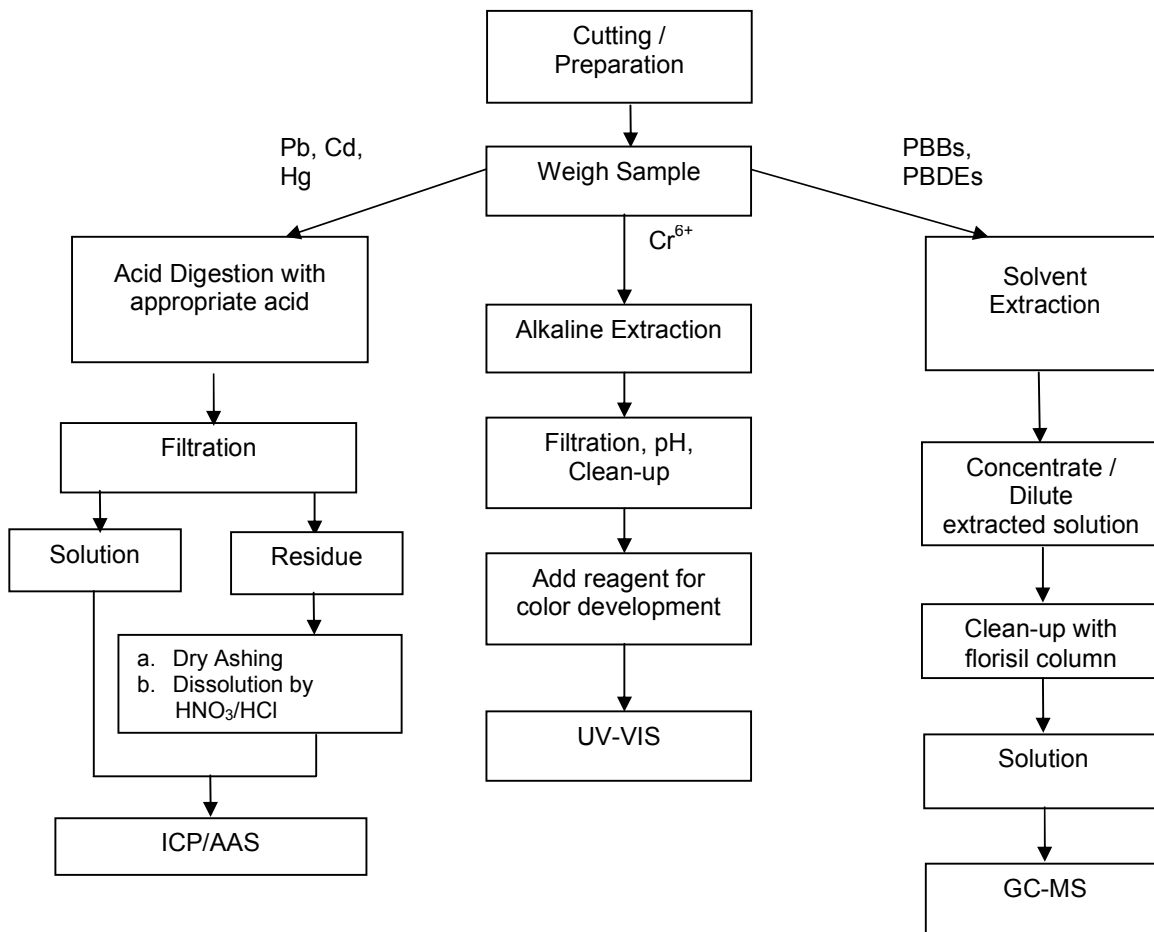 Cutting /
Preparation
Pb, Cd,
Hg
Weigh Sample
PBBs,
PBDEs
Cr⁶⁺
Acid Digestion with
appropriate acid
Solvent
Extraction
Alkaline Extraction
Filtration
Filtration, pH,
Clean-up
Concentrate /
Dilute
extracted solution
Solution
Residue
Add reagent for
color development
Clean-up with
florisil column
a. Dry Ashing
b. Dissolution by
HNO₃/HCl
UV-VIS
Solution
ICP/AAS
GC-MS